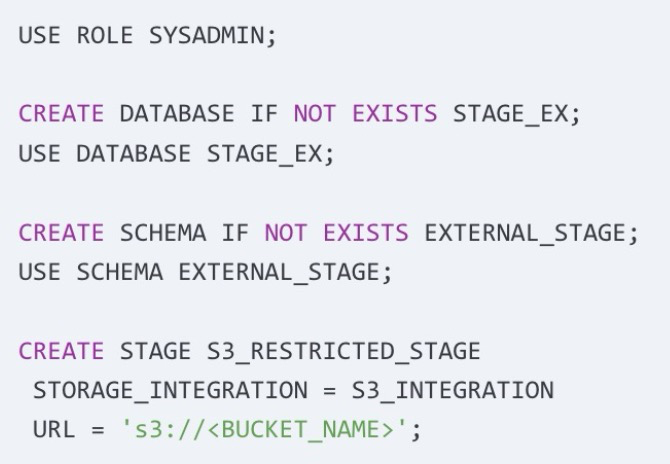 USE ROLE SYSADMIN;
CREATE DATABASE IF NOT EXISTS STAGE_EX;
USE DATABASE STAGE_EX;
CREATE SCHEMA IF NOT EXISTS EXTERNAL_STAGE;
USE SCHEMA EXTERNAL_STAGE;
CREATE STAGE S3_RESTRICTED_STAGE
STORAGE_INTEGRATION = S3_INTEGRATION
URL = 's3://<BUCKET_NAME>';